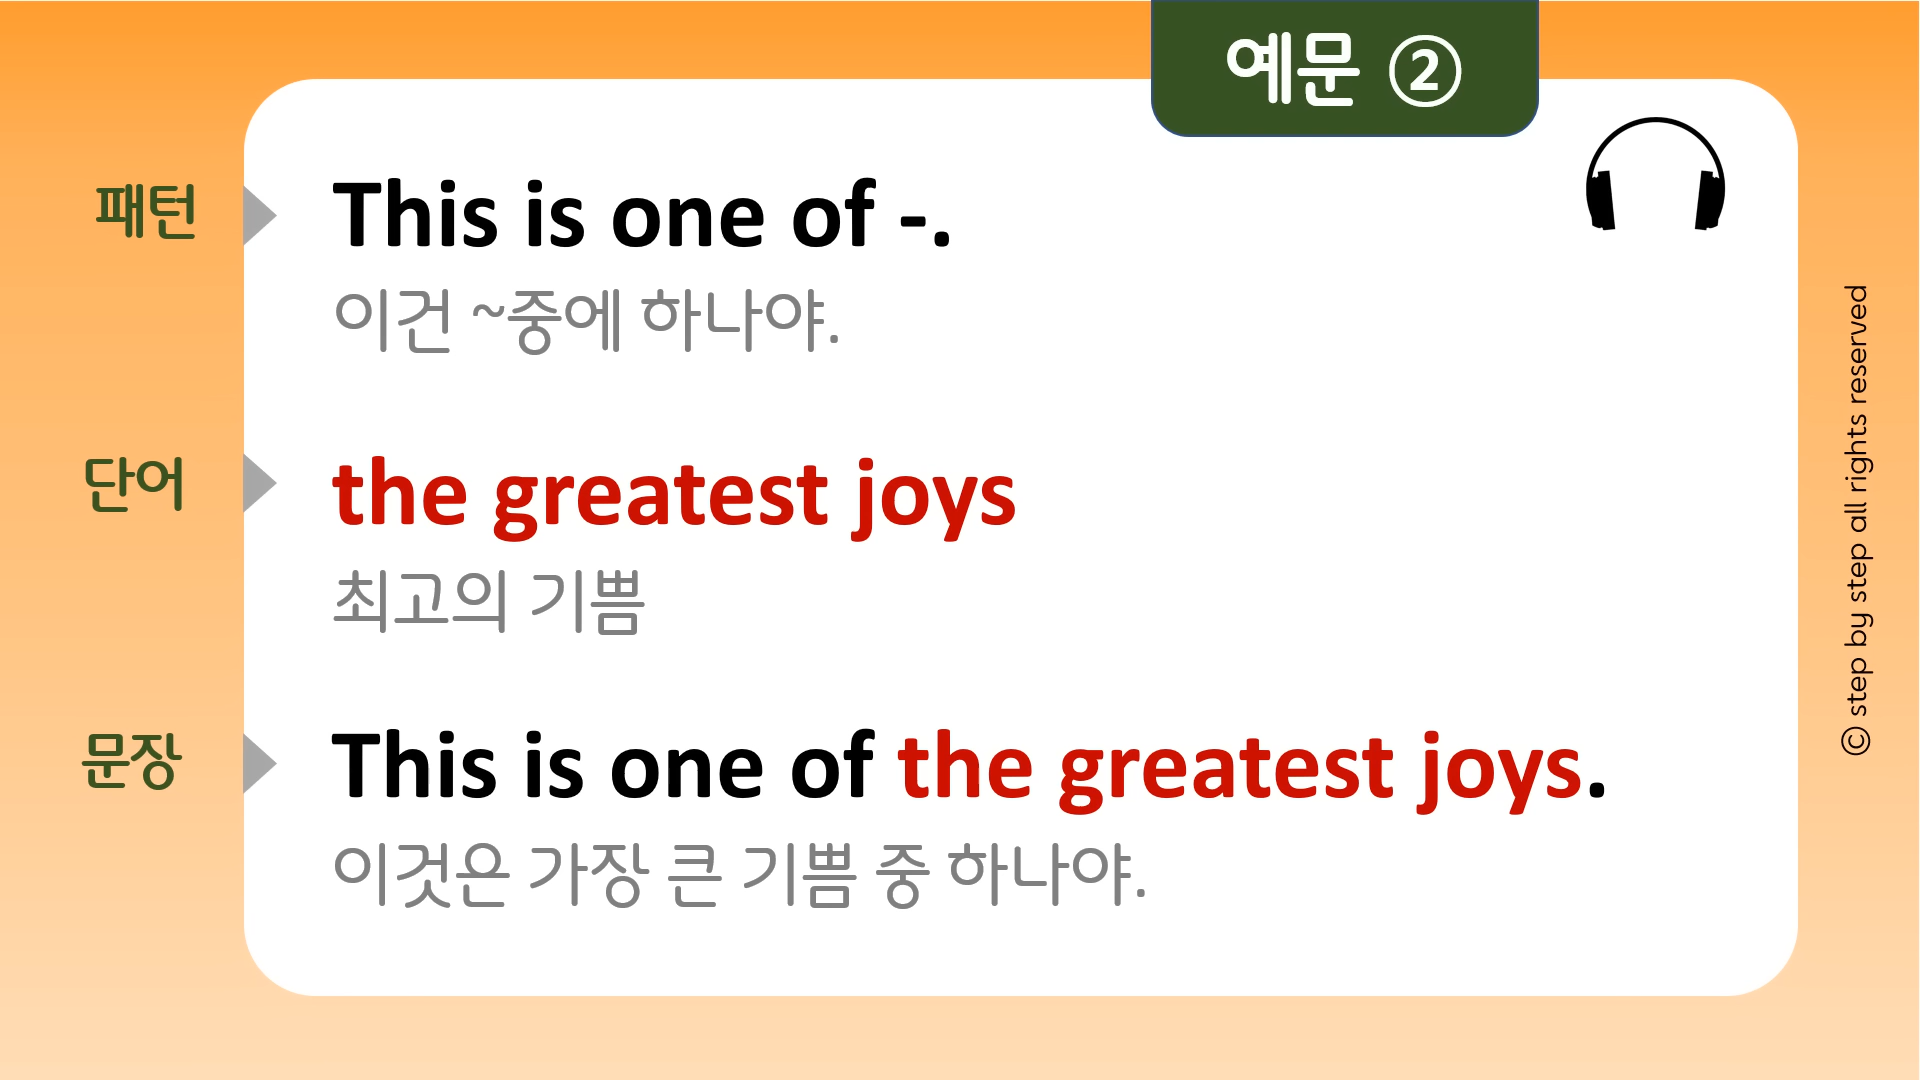 예문 ②
패턴
This is one of -.
이건 ~중에 하나야.
단어
the greatest joys
최고의 기쁨
문장
This is one of the greatest joys.
이것은 가장 큰 기쁨 중 하나야.
© step by step all rights reserved